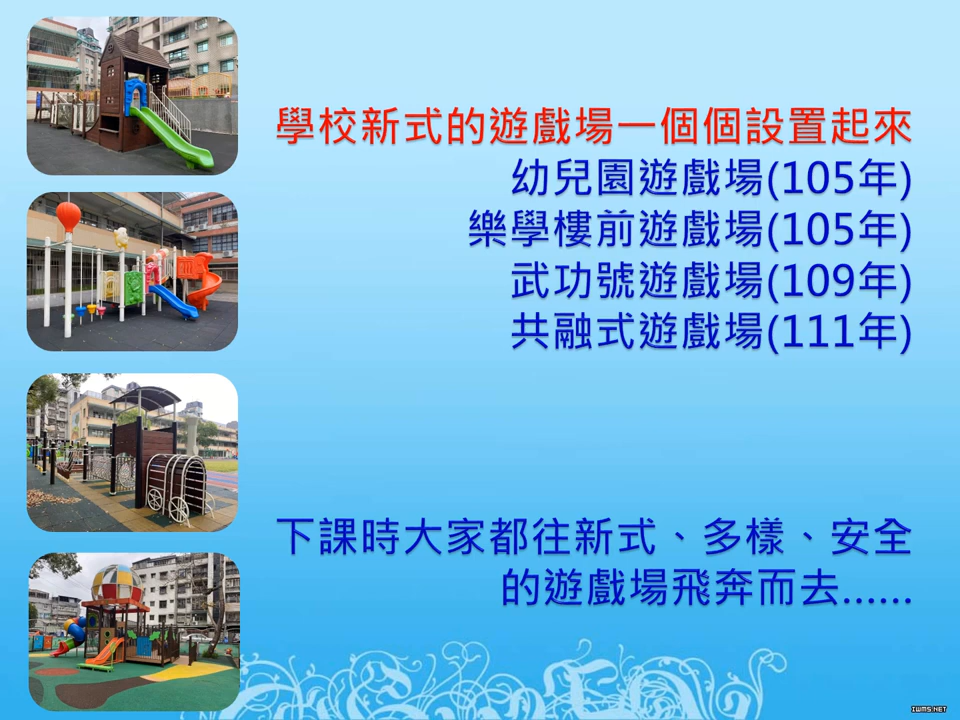 學校新式的遊戲場一個個設置起來
幼兒園遊戲場(105年)
樂學樓前遊戲場(105年)
武功號遊戲場(109年)
共融式遊戲場(111年)
下課時大家都往新式、多樣、安全
的遊戲場飛奔而去......
IWMS.NET